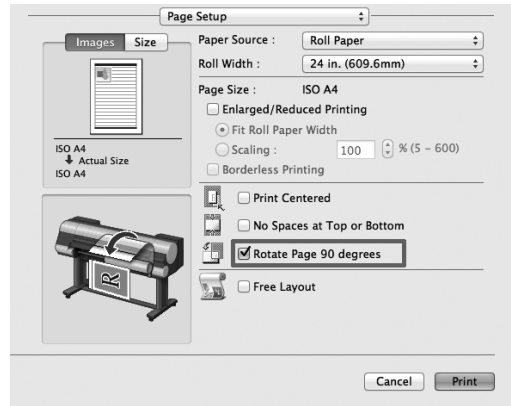 Page Setup
Images Size
Paper Source : Roll Paper
Roll Width : 24 in. (609.6mm)
Page Size : ISO A4
Enlarged/Reduced Printing
Fit Roll Paper Width
Scaling : 100 % (5 – 600)
Borderless Printing
ISO A4
Actual Size
ISO A4
Print Centered
No Spaces at Top or Bottom
Rotate Page 90 degrees
Free Layout
R
Cancel Print